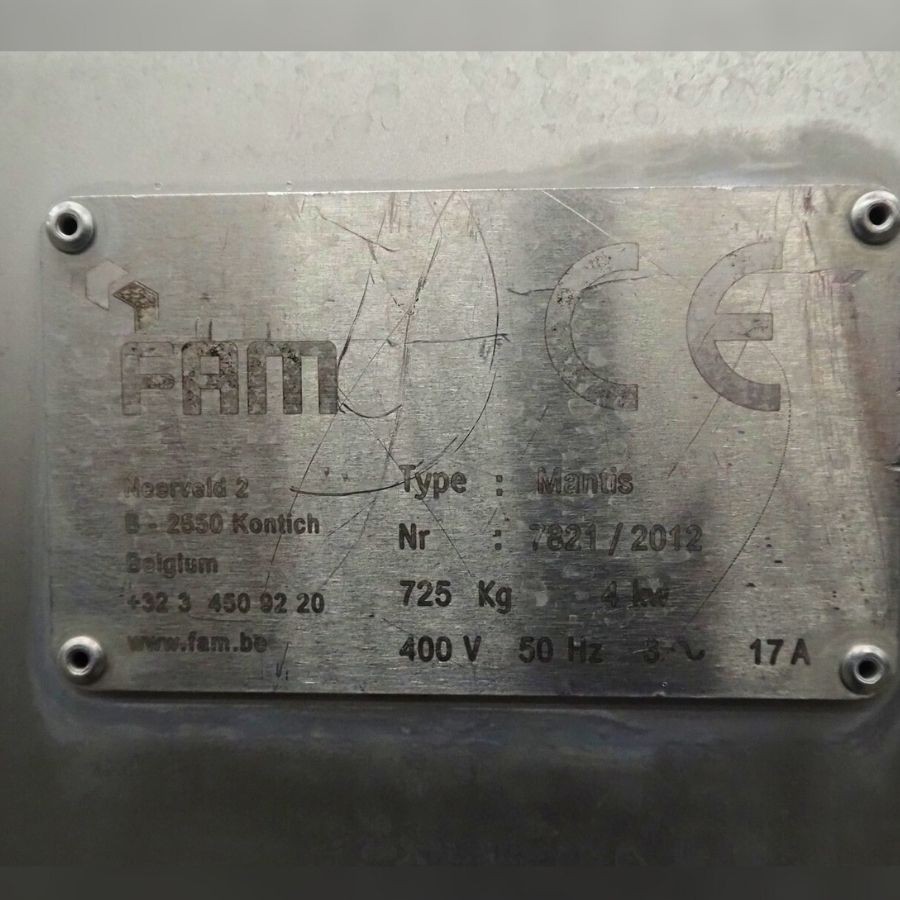 FAM
CE
Neerveld 2
B - 2550 Kontich
Belgium
+32 3 450 92 20
www.fam.be
Type : Mantis
Nr : 7821 / 2012
725 Kg 4 kw
400 V 50 Hz 3 ~ 17 A